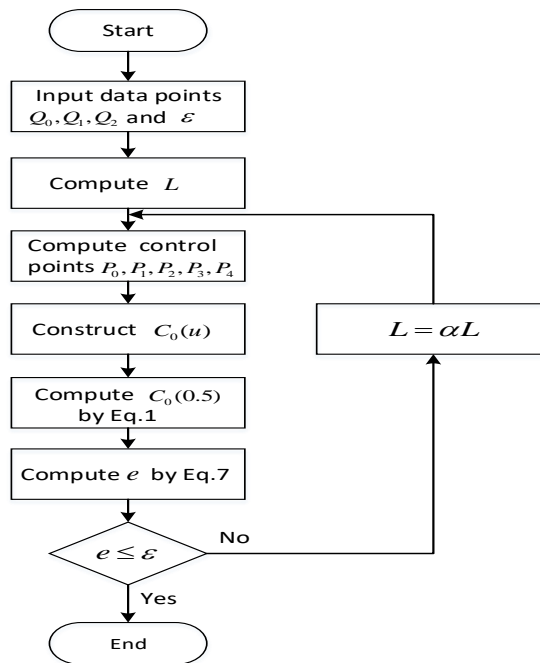 Start
Input data points
Q₀, Q₁, Q₂ and ε
Compute L
Compute control
points P₀, P₁, P₂, P₃, P₄
Construct C₀(u)
L = αL
Compute C₀(0.5)
by Eq.1
Compute e by Eq.7
e ≤ ε
No
Yes
End